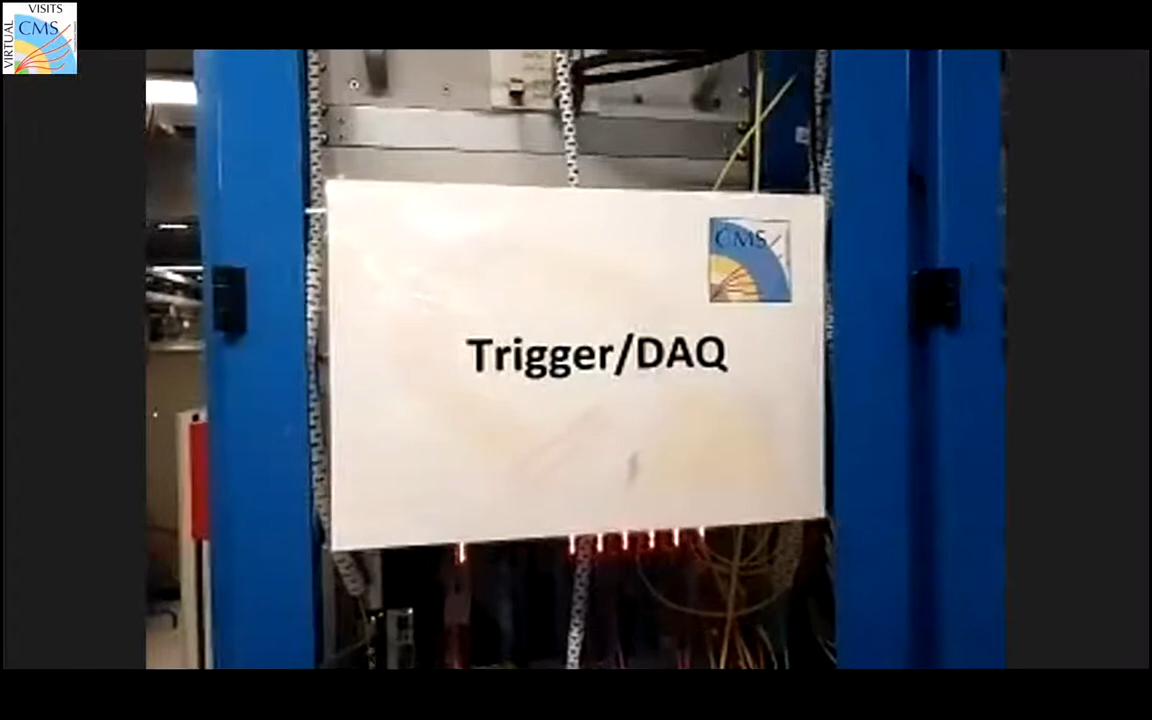 VISITS
VIRTUAL
CMS
CMS
Trigger/DAQ